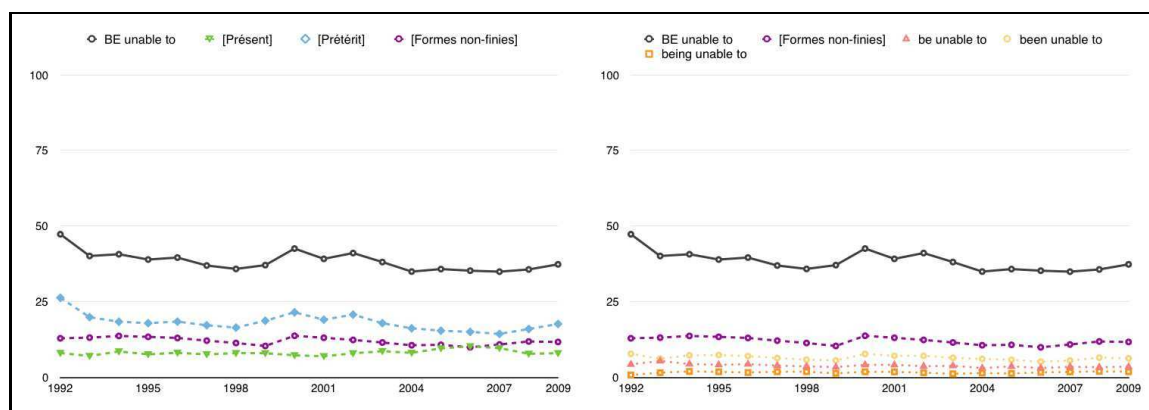 BE unable to [Présent] [Prétérit] [Formes non-finies]
100
75
50
25
0
1992 1995 1998 2001 2004 2007 2009
BE unable to [Formes non-finies] be unable to been unable to
being unable to
100
75
50
25
0
1992 1995 1998 2001 2004 2007 2009